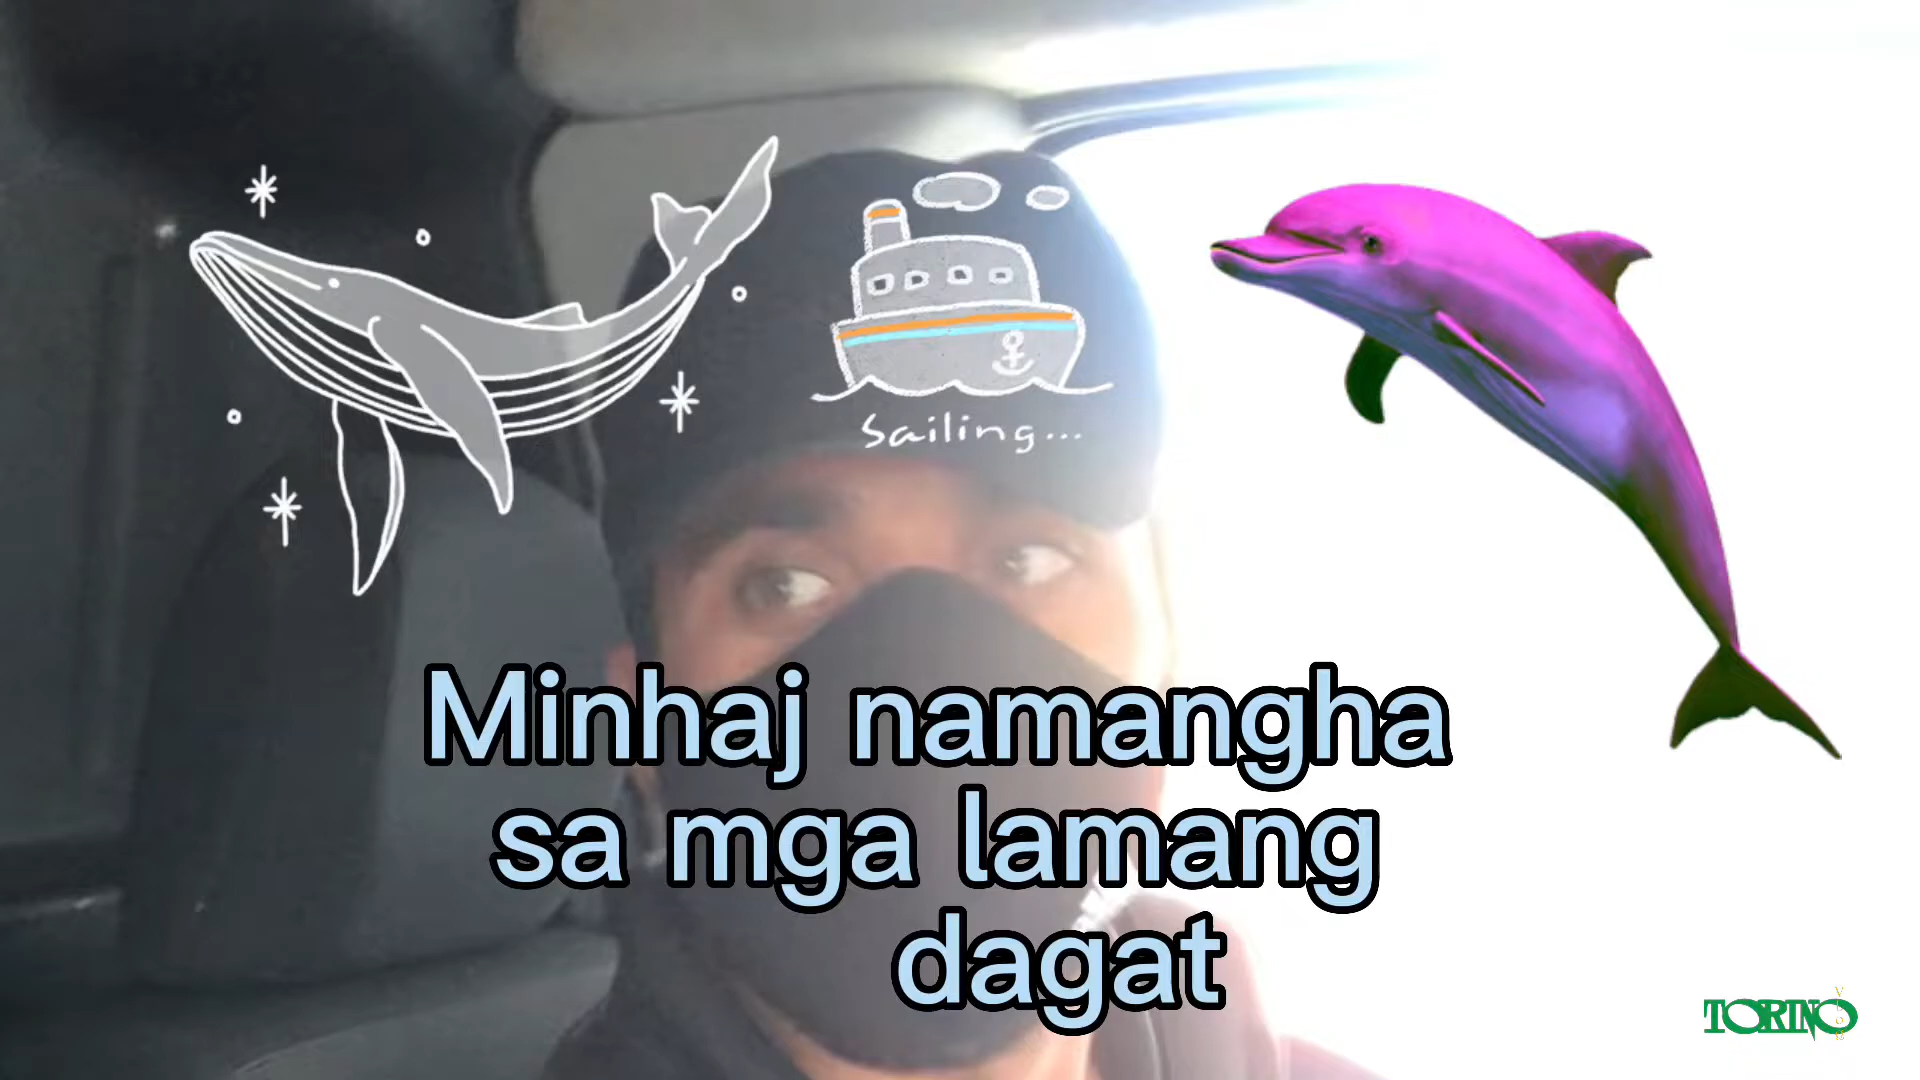 Sailing...
Minhaj namangha
sa mga lamang
dagat
TORINO